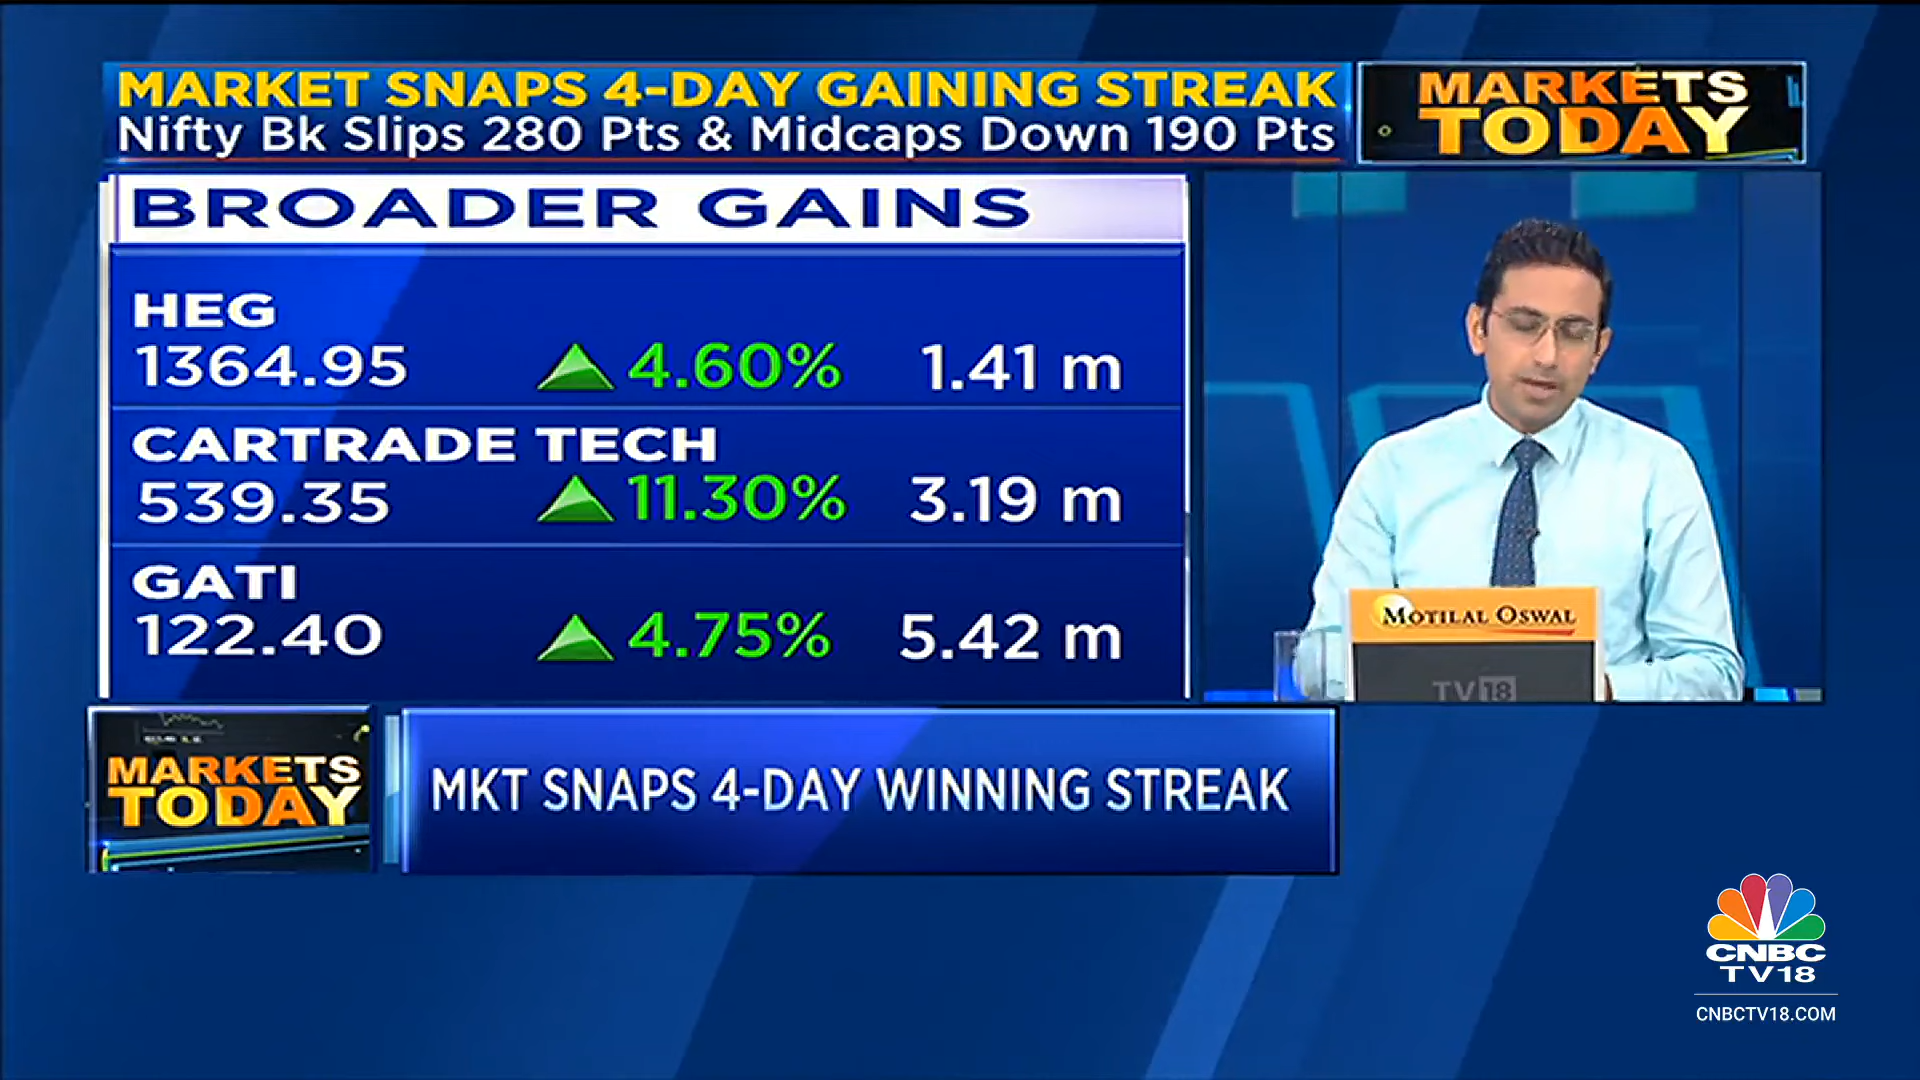 MARKET SNAPS 4-DAY GAINING STREAK
Nifty Bk Slips 280 Pts & Midcaps Down 190 Pts
MARKETS
TODAY
BROADER GAINS
HEG
1364.95 4.60% 1.41 m
CARTRADE TECH
539.35 11.30% 3.19 m
GATI
122.40 4.75% 5.42 m
MOTILAL OSWAL
TV18
MARKETS
TODAY
MKT SNAPS 4-DAY WINNING STREAK
CNBC
TV18
CNBCTV18.COM